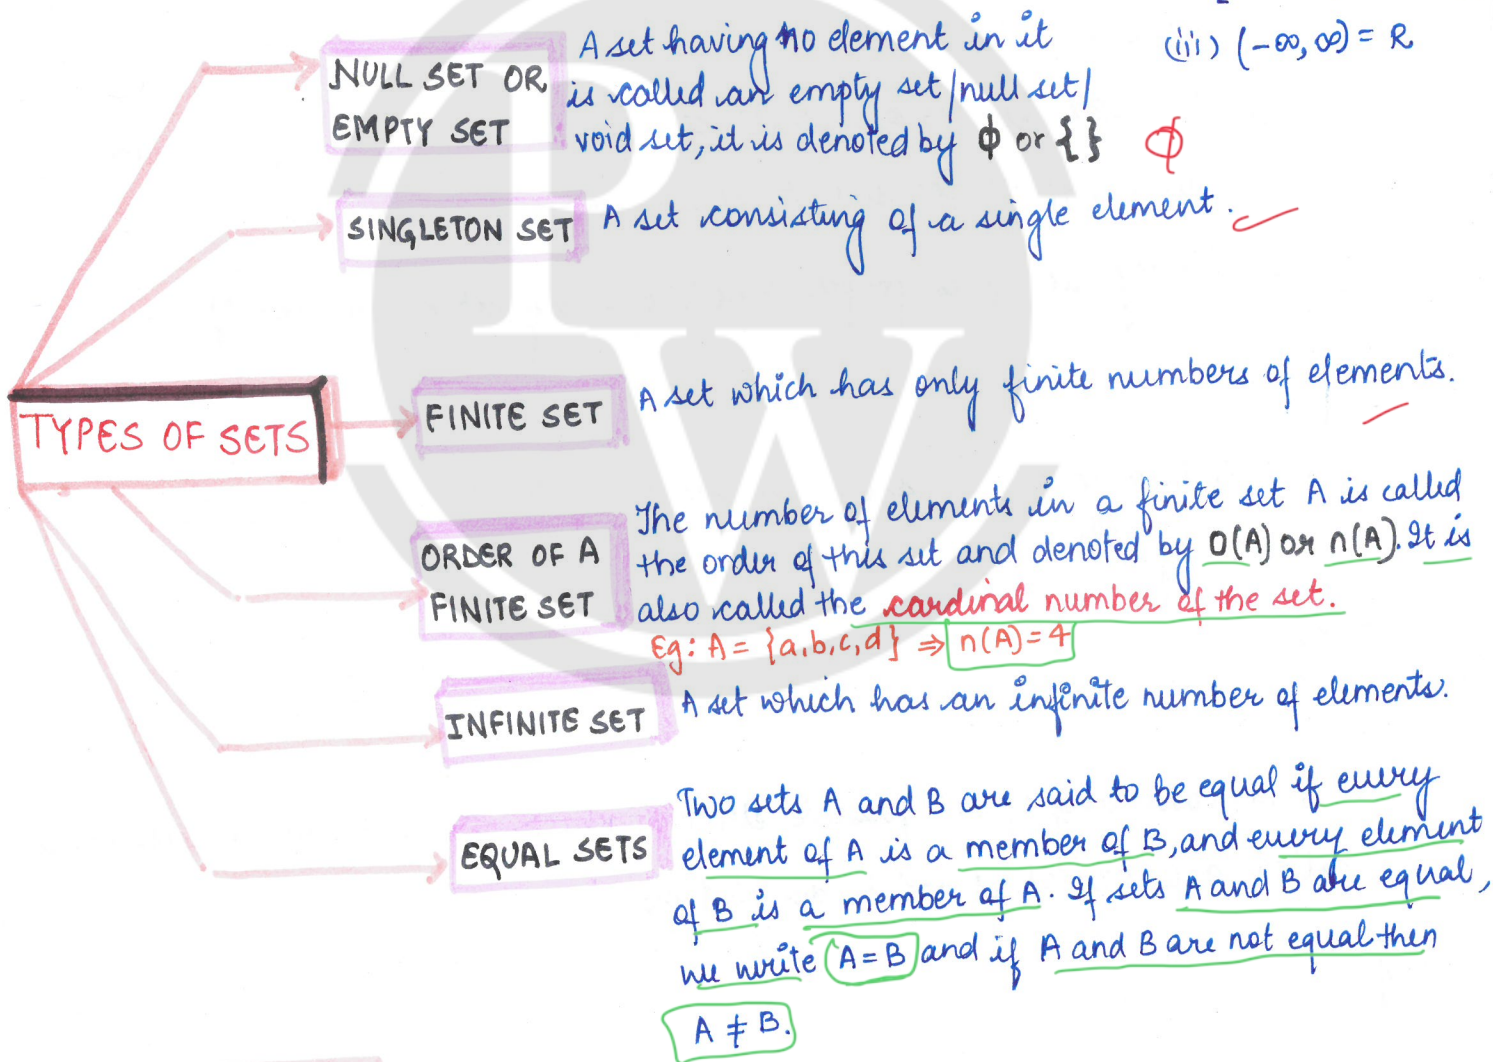 (iii) (-∞, ∞) = R
NULL SET OR
EMPTY SET
A set having no element in it
is called an empty set/null set/
void set, it is denoted by ϕ or { } ϕ
SINGLETON SET
A set consisting of a single element.
TYPES OF SETS
FINITE SET
A set which has only finite numbers of elements.
ORDER OF A
FINITE SET
The number of elements in a finite set A is called
the order of this set and denoted by O(A) or n(A). It is
also called the cardinal number of the set.
Eg: A = {a,b,c,d} ⇒ n(A)=4
INFINITE SET
A set which has an infinite number of elements.
EQUAL SETS
Two sets A and B are said to be equal if every
element of A is a member of B, and every element
of B is a member of A. If sets A and B are equal,
we write A=B and if A and B are not equal then
A ≠ B.
PW